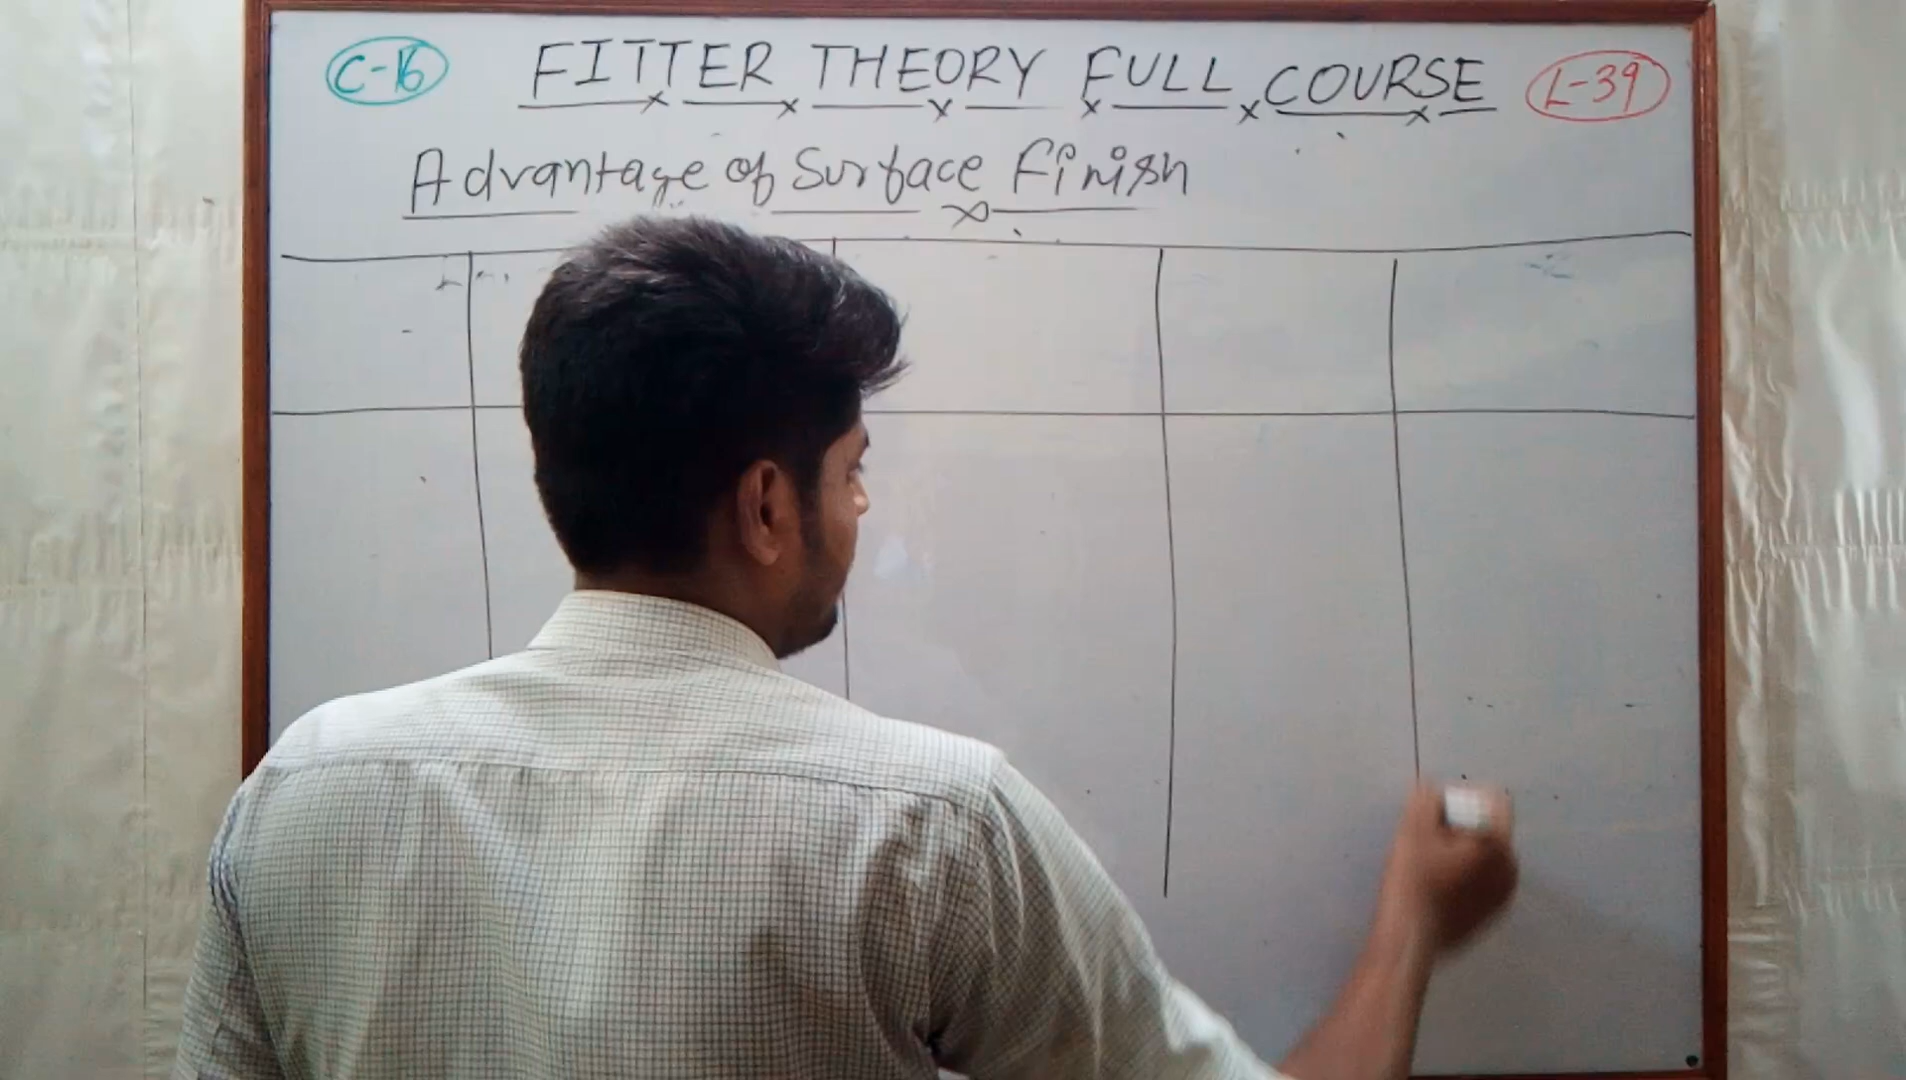 C-16 FITTER THEORY FULL COURSE L-39
Advantage of Surface Finish